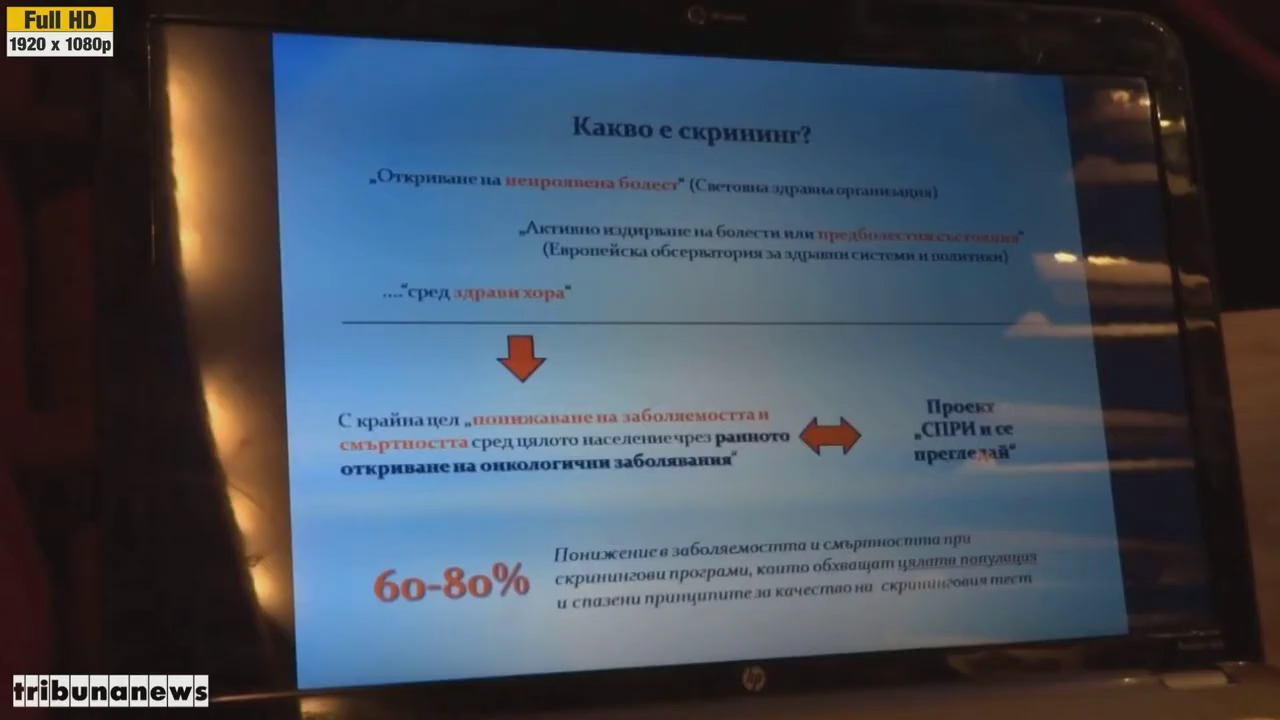 Full HD
1920 x 1080p
Какво е скрининг?
„Откриване на непроявена болест“ (Световна здравна организация)
„Активно издирване на болести или предболестни състояния“
(Европейска обсерватория за здравни системи и политики)
....“сред здрави хора“
С крайна цел „понижаване на заболяемостта и
смъртността сред цялото население чрез ранното
откриване на онкологични заболявания“
Проект
„СПРИ и се
прегледай“
60-80%
Понижение в заболяемостта и смъртността при
скринингови програми, които обхващат цялата популация
и спазени принципите за качество на скрининговия тест
hp
tribunanews